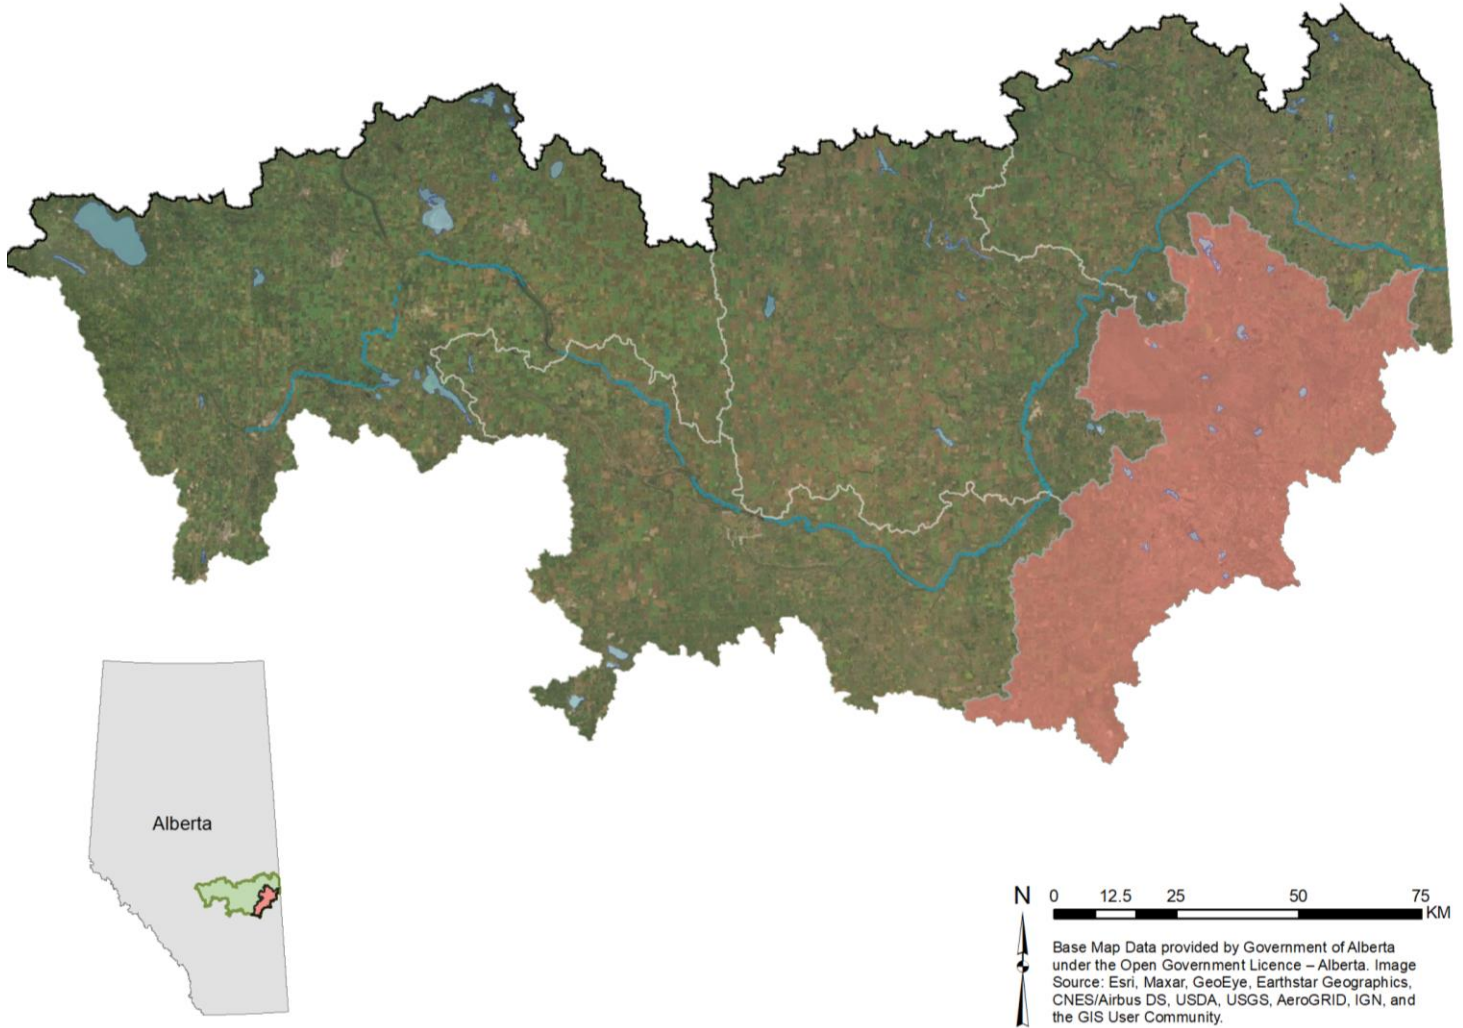 Alberta
N
0 12.5 25 50 75
KM
Base Map Data provided by Government of Alberta
under the Open Government Licence – Alberta. Image
Source: Esri, Maxar, GeoEye, Earthstar Geographics,
CNES/Airbus DS, USDA, USGS, AeroGRID, IGN, and
the GIS User Community.